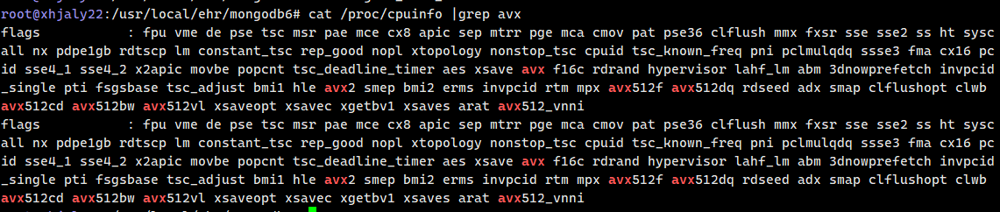 root@xhjaly22:/usr/local/ehr/mongodb6# cat /proc/cpuinfo |grep avx
flags           : fpu vme de pse tsc msr pae mce cx8 apic sep mtrr pge mca cmov pat pse36 clflush mmx fxsr sse sse2 ss ht sysc
all nx pdpe1gb rdtscp lm constant_tsc rep_good nopl xtopology nonstop_tsc cpuid tsc_known_freq pni pclmulqdq ssse3 fma cx16 pc
id sse4_1 sse4_2 x2apic movbe popcnt tsc_deadline_timer aes xsave avx f16c rdrand hypervisor lahf_lm abm 3dnowprefetch invpcid
_single pti fsgsbase tsc_adjust bmi1 hle avx2 smep bmi2 erms invpcid rtm mpx avx512f avx512dq rdseed adx smap clflushopt clwb
avx512cd avx512bw avx512vl xsaveopt xsavec xgetbv1 xsaves arat avx512_vnni
flags           : fpu vme de pse tsc msr pae mce cx8 apic sep mtrr pge mca cmov pat pse36 clflush mmx fxsr sse sse2 ss ht sysc
all nx pdpe1gb rdtscp lm constant_tsc rep_good nopl xtopology nonstop_tsc cpuid tsc_known_freq pni pclmulqdq ssse3 fma cx16 pc
id sse4_1 sse4_2 x2apic movbe popcnt tsc_deadline_timer aes xsave avx f16c rdrand hypervisor lahf_lm abm 3dnowprefetch invpcid
_single pti fsgsbase tsc_adjust bmi1 hle avx2 smep bmi2 erms invpcid rtm mpx avx512f avx512dq rdseed adx smap clflushopt clwb
avx512cd avx512bw avx512vl xsaveopt xsavec xgetbv1 xsaves arat avx512_vnni